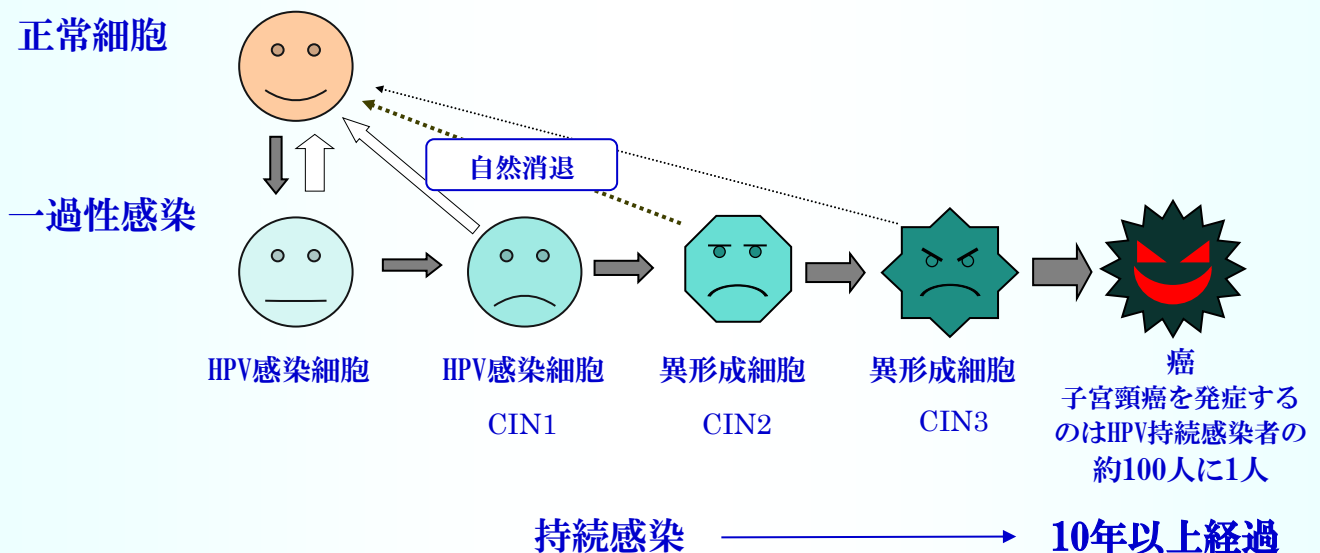 正常細胞
自然消退
一過性感染
HPV感染細胞
HPV感染細胞
CIN1
異形成細胞
CIN2
異形成細胞
CIN3
癌
子宮頸癌を発症する
のはHPV持続感染者の
約100人に1人
持続感染
10年以上経過